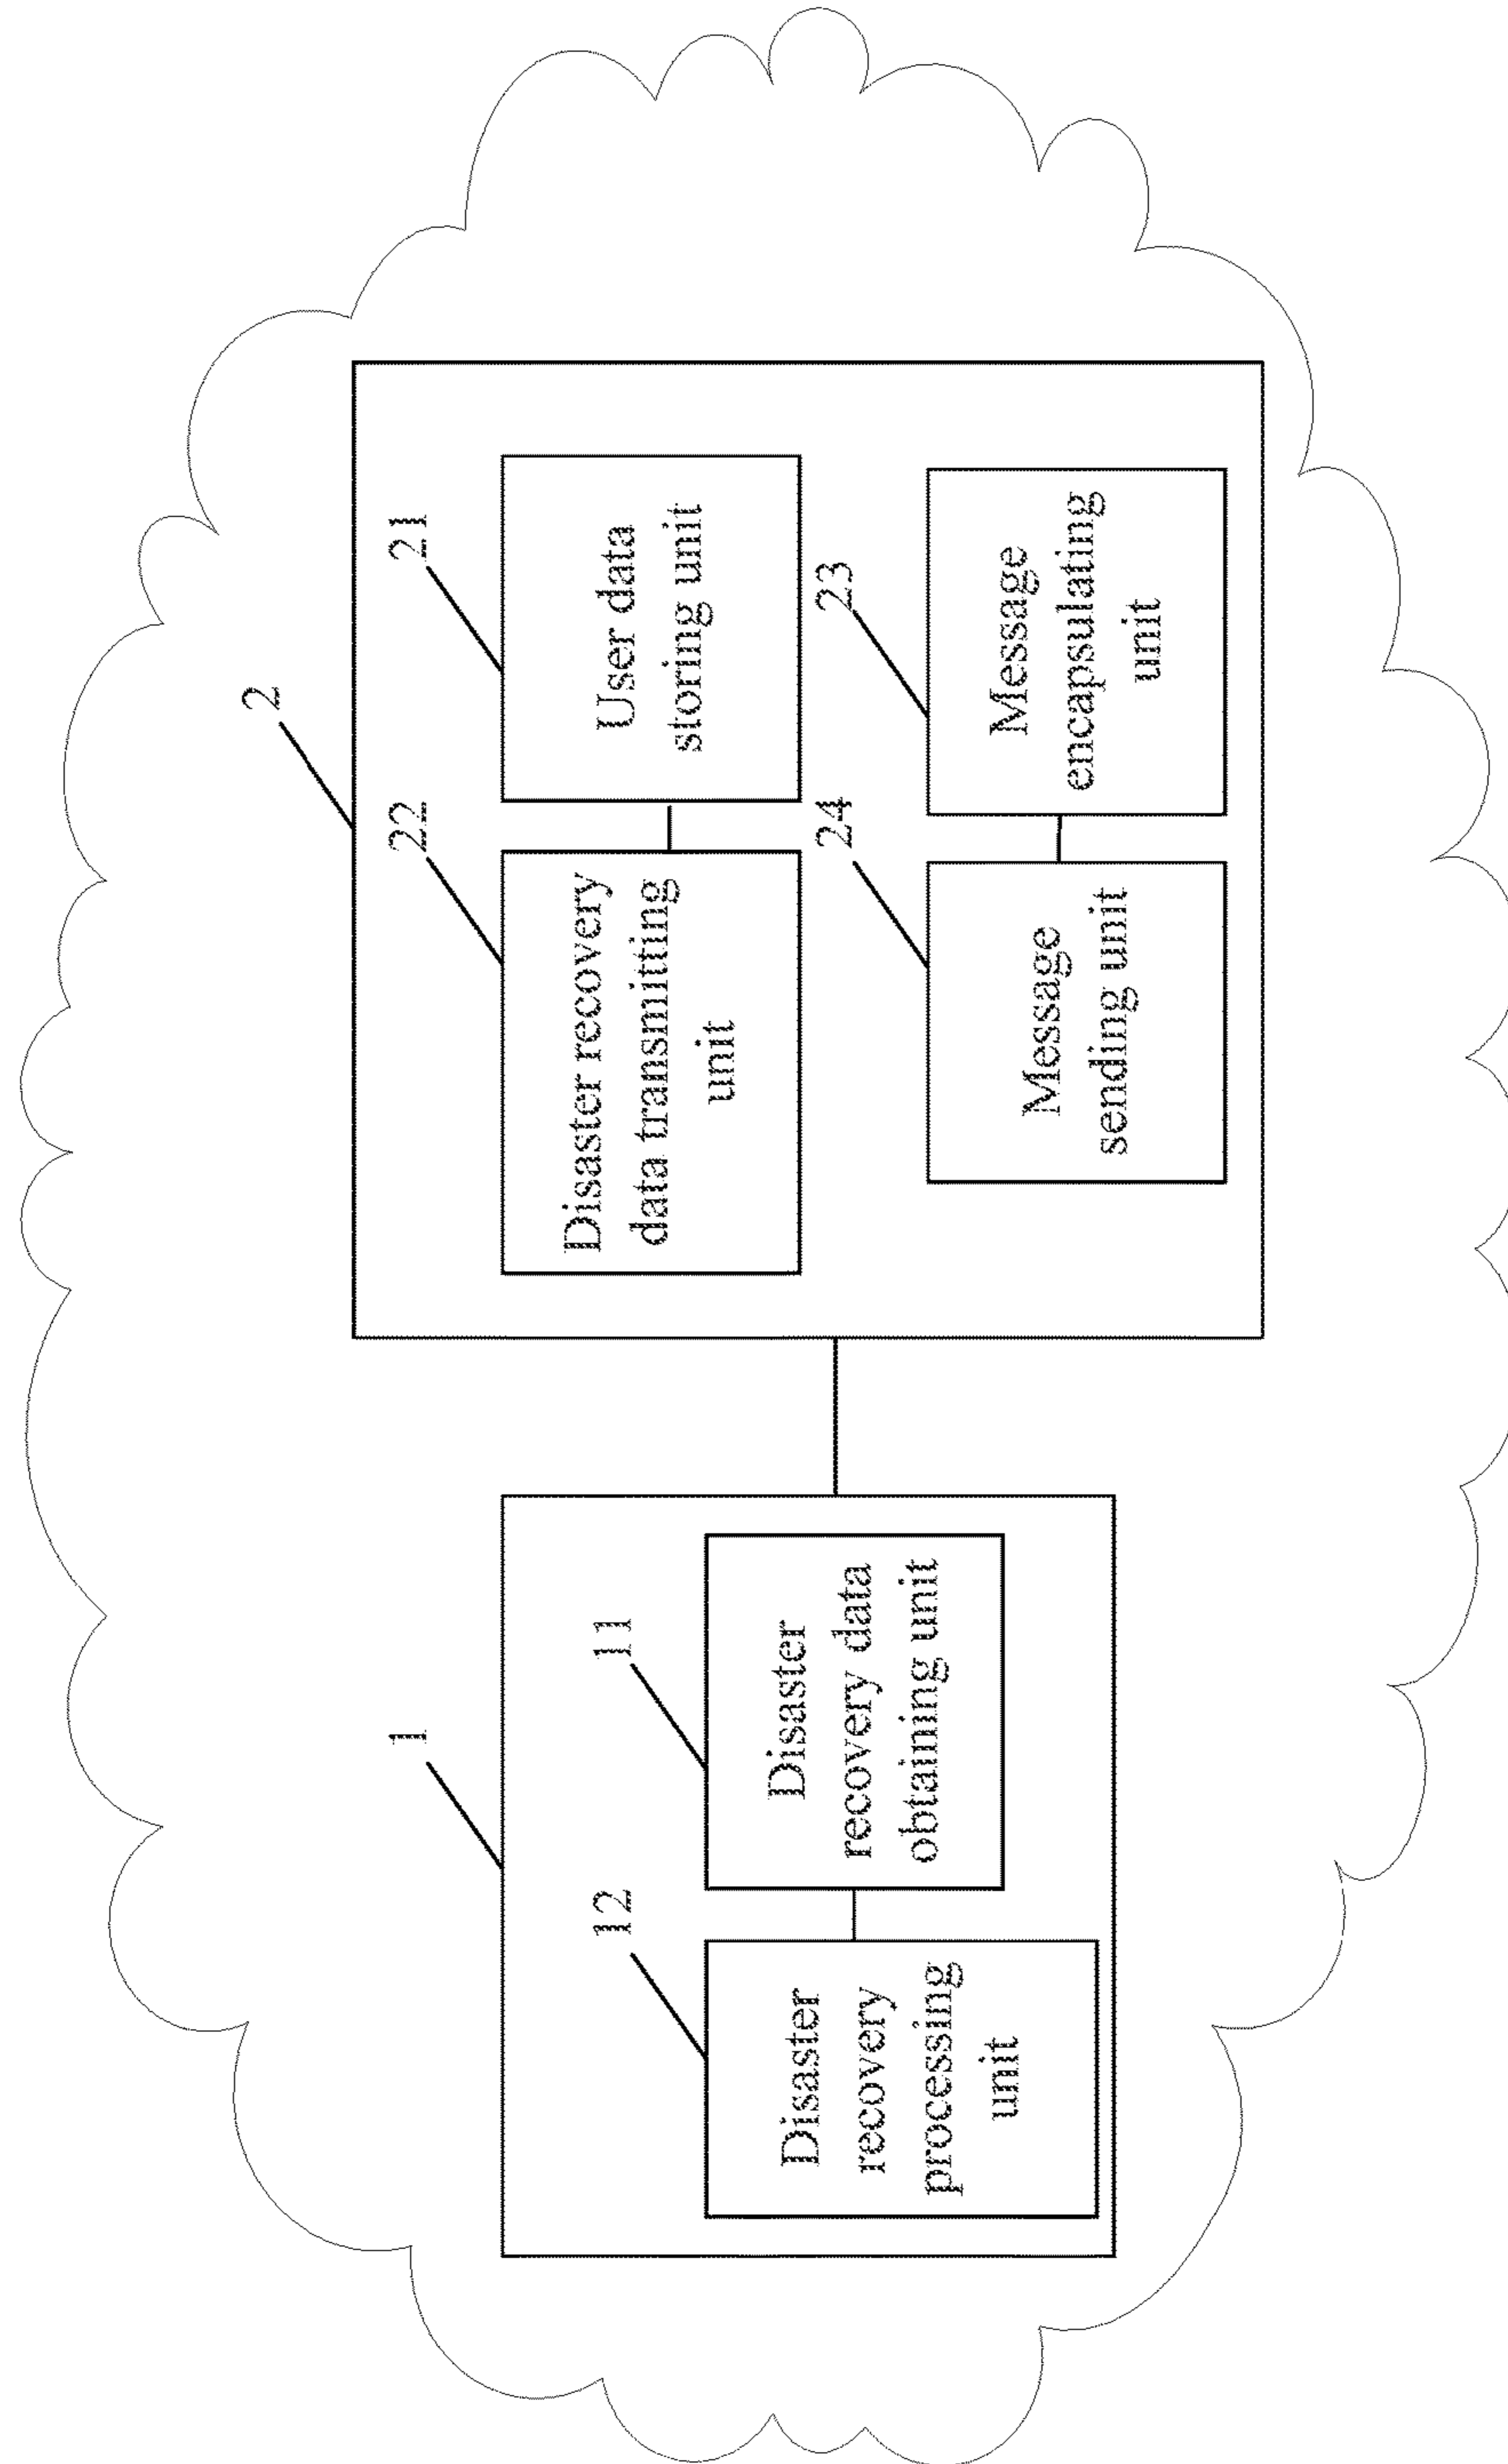 1
12
Disaster
recovery
processing
unit
11
Disaster
recovery data
obtaining unit
2
22
Disaster recovery
data transmitting
unit
21
User data
storing unit
24
Message
sending unit
23
Message
encapsulating
unit